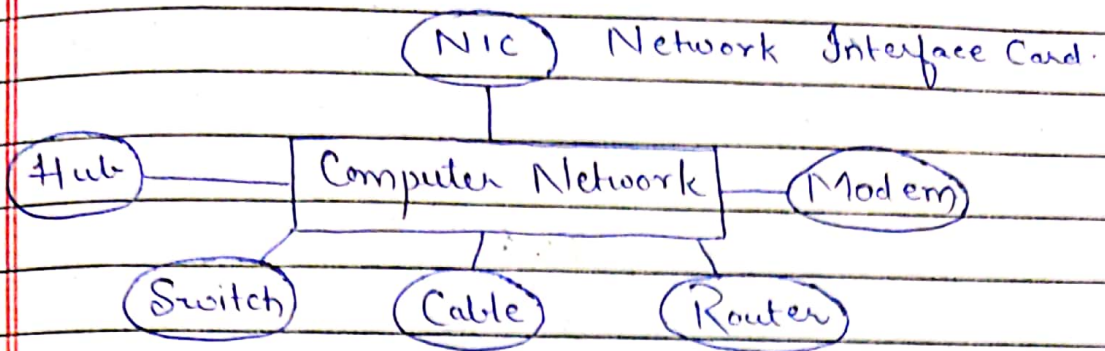 NIC Network Interface Card.
Hub Computer Network Modem
Switch Cable Router